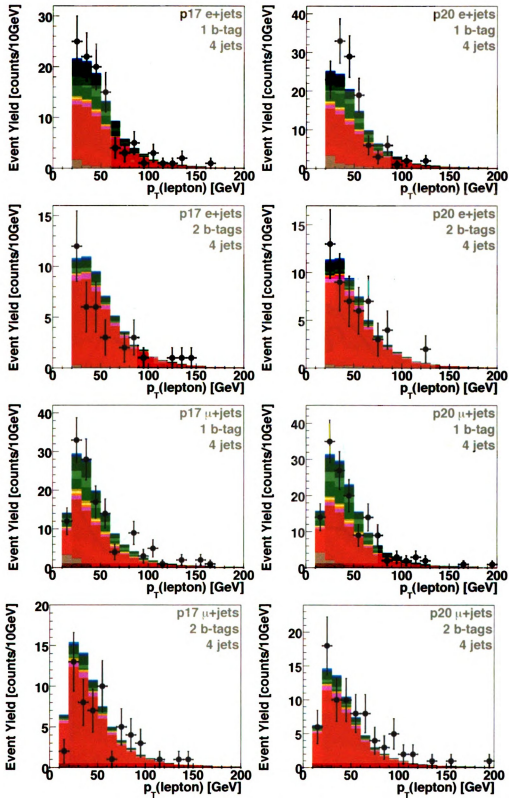 p17 e+jets
1 b-tag
4 jets
Event Yield [counts/10GeV]
30
20
10
0
0 50 100 150 200
pT(lepton) [GeV]
p20 e+jets
1 b-tag
4 jets
Event Yield [counts/10GeV]
40
30
20
10
0
0 50 100 150 200
pT(lepton) [GeV]
p17 e+jets
2 b-tags
4 jets
Event Yield [counts/10GeV]
15
10
5
0
0 50 100 150 200
pT(lepton) [GeV]
p20 e+jets
2 b-tags
4 jets
Event Yield [counts/10GeV]
15
10
5
0
0 50 100 150 200
pT(lepton) [GeV]
p17 μ+jets
1 b-tag
4 jets
Event Yield [counts/10GeV]
40
30
20
10
0
0 50 100 150 200
pT(lepton) [GeV]
p20 μ+jets
1 b-tag
4 jets
Event Yield [counts/10GeV]
40
30
20
10
0
0 50 100 150 200
pT(lepton) [GeV]
p17 μ+jets
2 b-tags
4 jets
Event Yield [counts/10GeV]
20
15
10
5
0
0 50 100 150 200
pT(lepton) [GeV]
p20 μ+jets
2 b-tags
4 jets
Event Yield [counts/10GeV]
20
15
10
5
0
0 50 100 150 200
pT(lepton) [GeV]